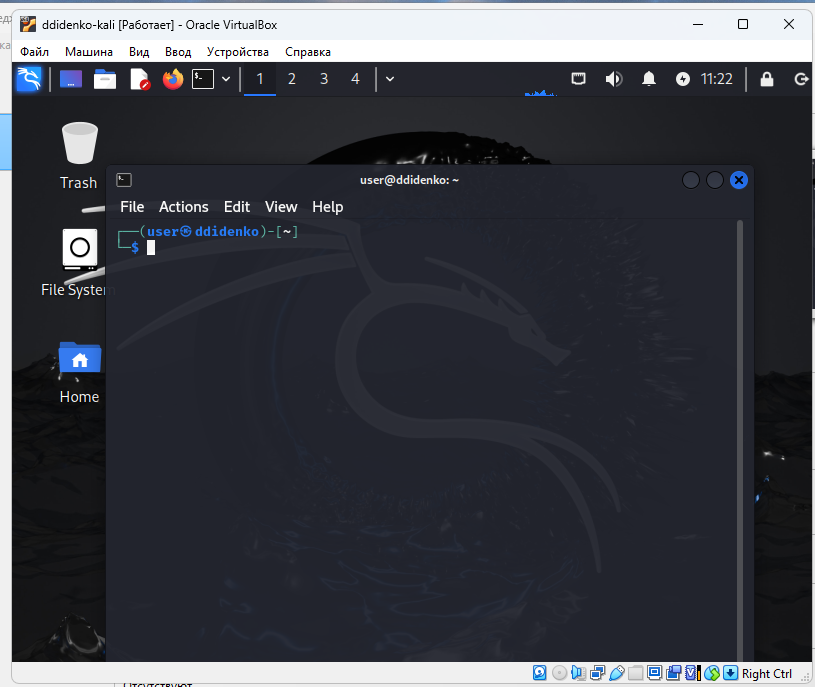 ddidenko-kali [Работает] - Oracle VirtualBox
Файл Машина Вид Ввод Устройства Справка
1 2 3 4 11:22
Trash
user@ddidenko: ~
File Actions Edit View Help
┌──(user㉿ddidenko)-[~]
└─$
File System
Home
Right Ctrl
Отсутствуют